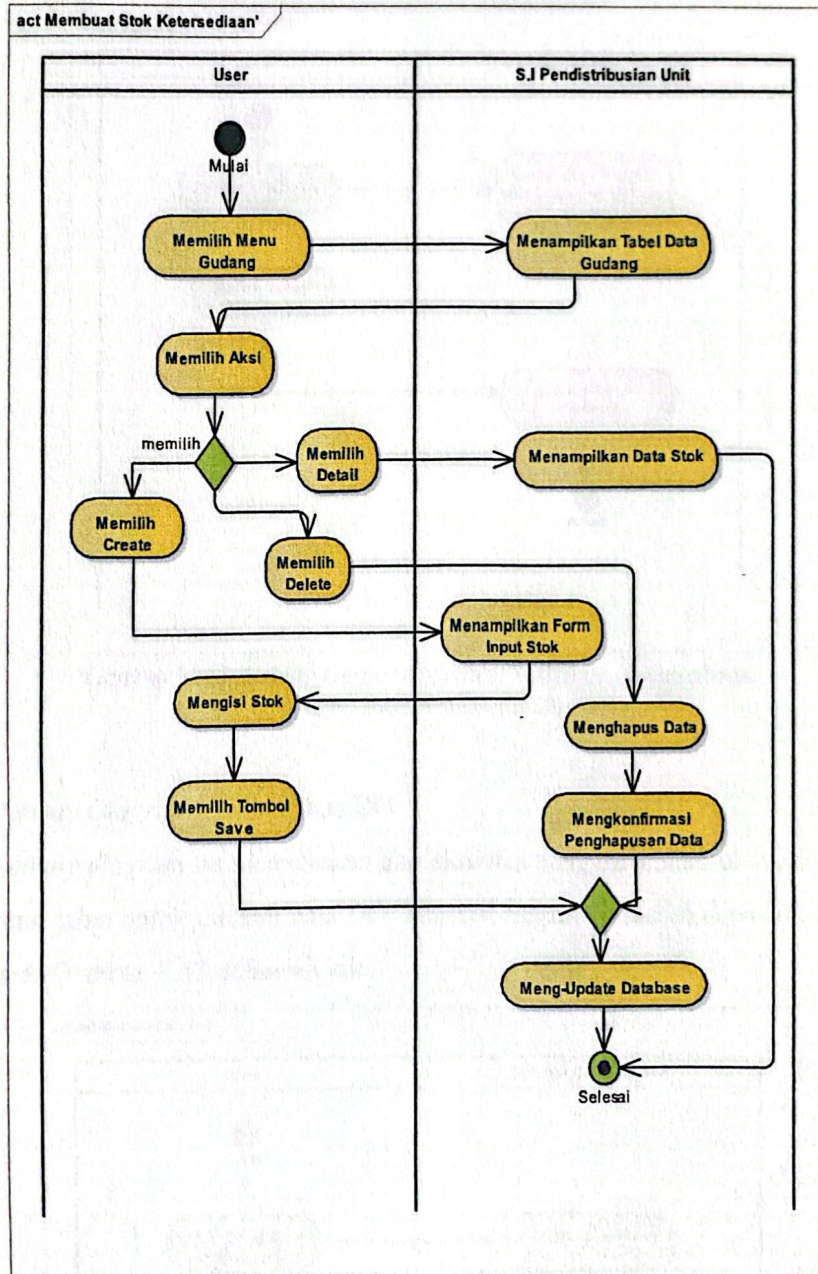 act Membuat Stok Ketersediaan'
User
S.I Pendistribusian Unit
Mulai
Memilih Menu
Gudang
Menampilkan Tabel Data
Gudang
Memilih Aksi
memilih
Memilih
Detail
Menampilkan Data Stok
Memilih
Create
Memilih
Delete
Menampilkan Form
Input Stok
Mengisi Stok
Menghapus Data
Memilih Tombol
Save
Mengkonfirmasi
Penghapusan Data
Meng-Update Database
Selesai